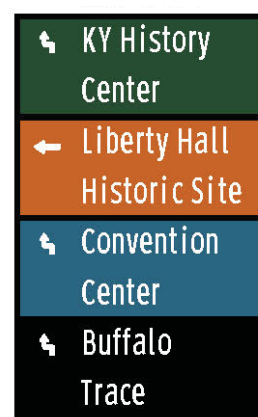 KY History
Center
Liberty Hall
Historic Site
Convention
Center
Buffalo
Trace